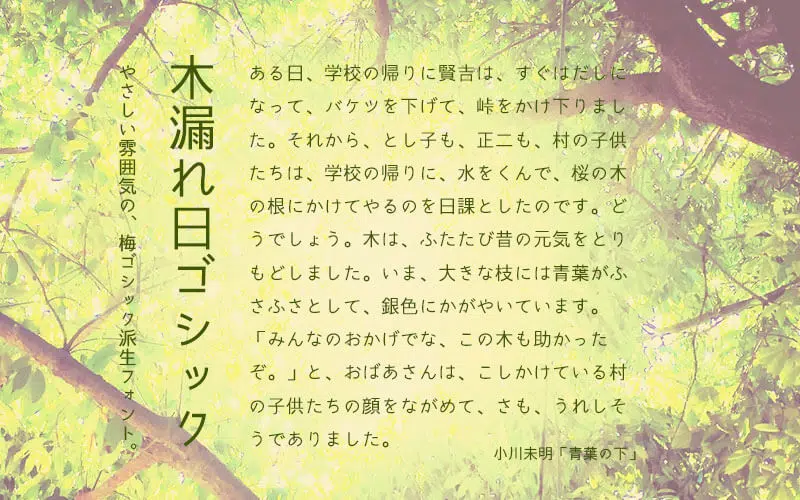 木漏れ日ゴシック
やさしい雰囲気の、梅ゴシック派生フォント。
ある日、学校の帰りに賢吉は、すぐはだしに
なって、バケツを下げて、峠をかけ下りまし
た。それから、とし子も、正二も、村の子供
たちは、学校の帰りに、水をくんで、桜の木
の根にかけてやるのを日課としたのです。ど
うでしょう。木は、ふたたび昔の元気をとり
もどしました。いま、大きな枝には青葉がふ
さふさとして、銀色にかがやいています。
「みんなのおかげでな、この木も助かった
ぞ。」と、おばあさんは、こしかけている村
の子供たちの顔をながめて、さも、うれしそ
うでありました。
小川未明「青葉の下」